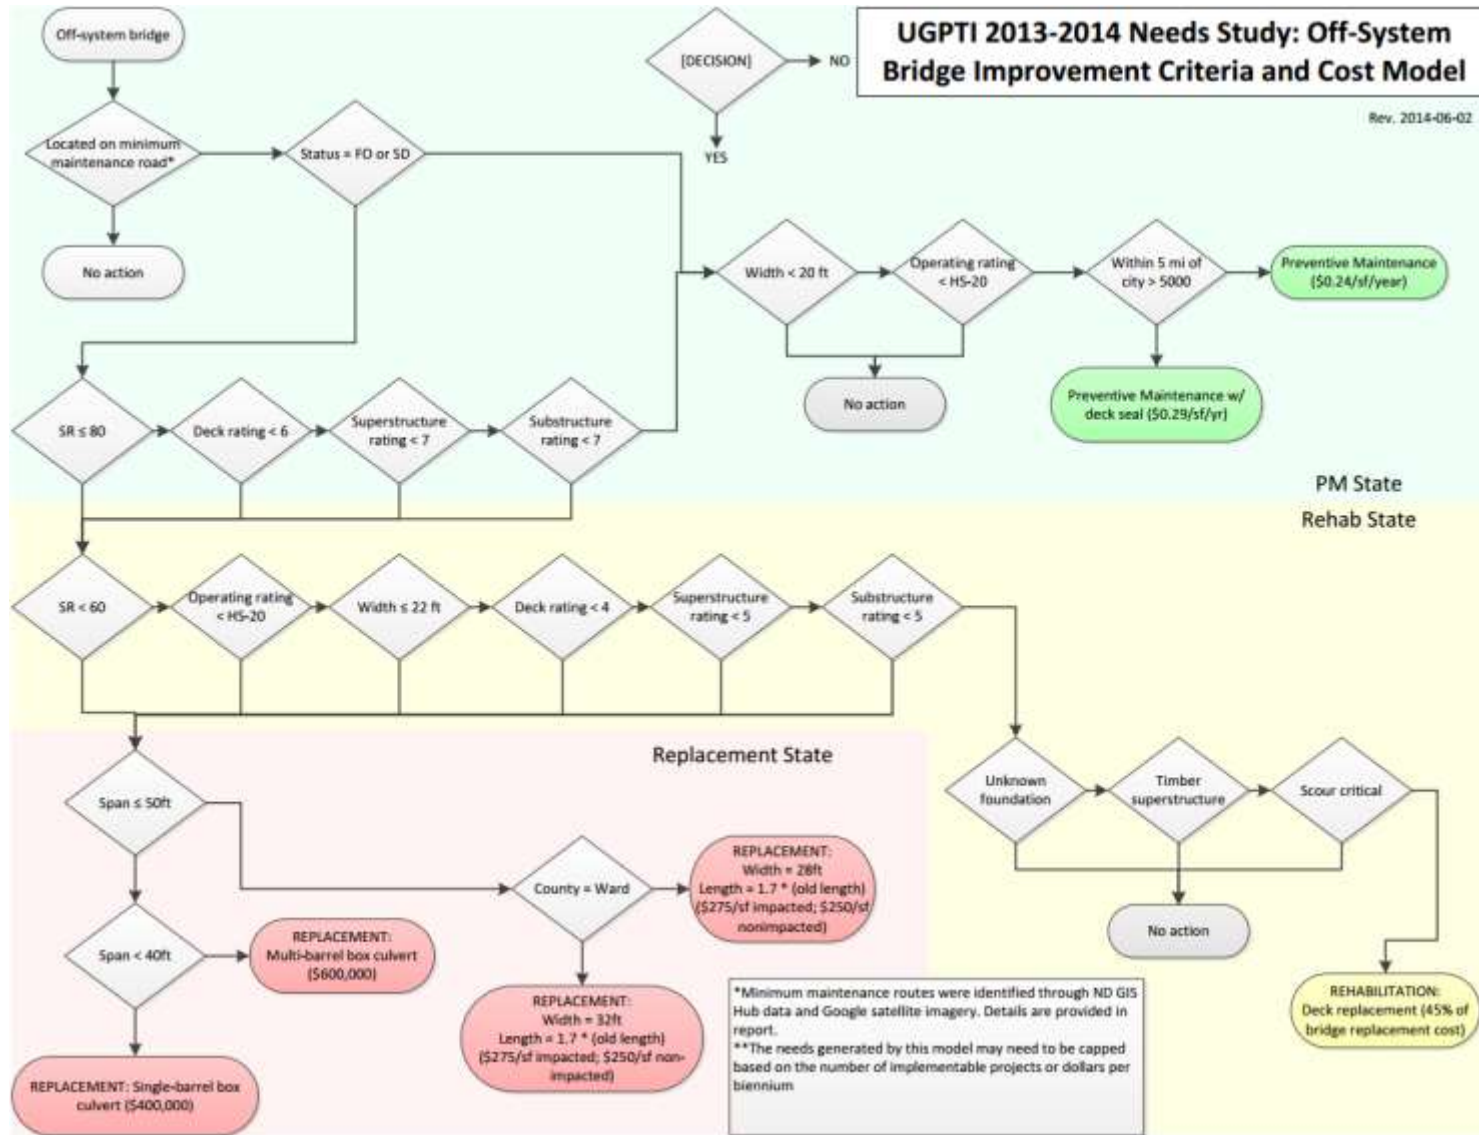 Off-system bridge
[DECISION]
NO
YES
UGPTI 2013-2014 Needs Study: Off-System
Bridge Improvement Criteria and Cost Model
Rev. 2014-06-02
Located on minimum
maintenance road*
Status = FO or SD
No action
Width < 20 ft
Operating rating
< HS-20
Within 5 mi of
city > 5000
Preventive Maintenance
($0.24/sf/year)
No action
Preventive Maintenance w/
deck seal ($0.29/sf/yr)
SR ≤ 80
Deck rating < 6
Superstructure
rating < 7
Substructure
rating < 7
PM State
Rehab State
SR < 60
Operating rating
< HS-20
Width ≤ 22 ft
Deck rating < 4
Superstructure
rating < 5
Substructure
rating < 5
Replacement State
Span ≤ 50ft
Unknown
foundation
Timber
superstructure
Scour critical
County = Ward
REPLACEMENT:
Width = 28ft
Length = 1.7 * (old length)
($275/sf impacted; $250/sf
nonimpacted)
No action
Span < 40ft
REPLACEMENT:
Multi-barrel box culvert
($600,000)
REPLACEMENT:
Width = 32ft
Length = 1.7 * (old length)
($275/sf impacted; $250/sf non-
impacted)
REHABILITATION:
Deck replacement (45% of
bridge replacement cost)
REPLACEMENT: Single-barrel box
culvert ($400,000)
*Minimum maintenance routes were identified through ND GIS
Hub data and Google satellite imagery. Details are provided in
report.
**The needs generated by this model may need to be capped
based on the number of implementable projects or dollars per
biennium